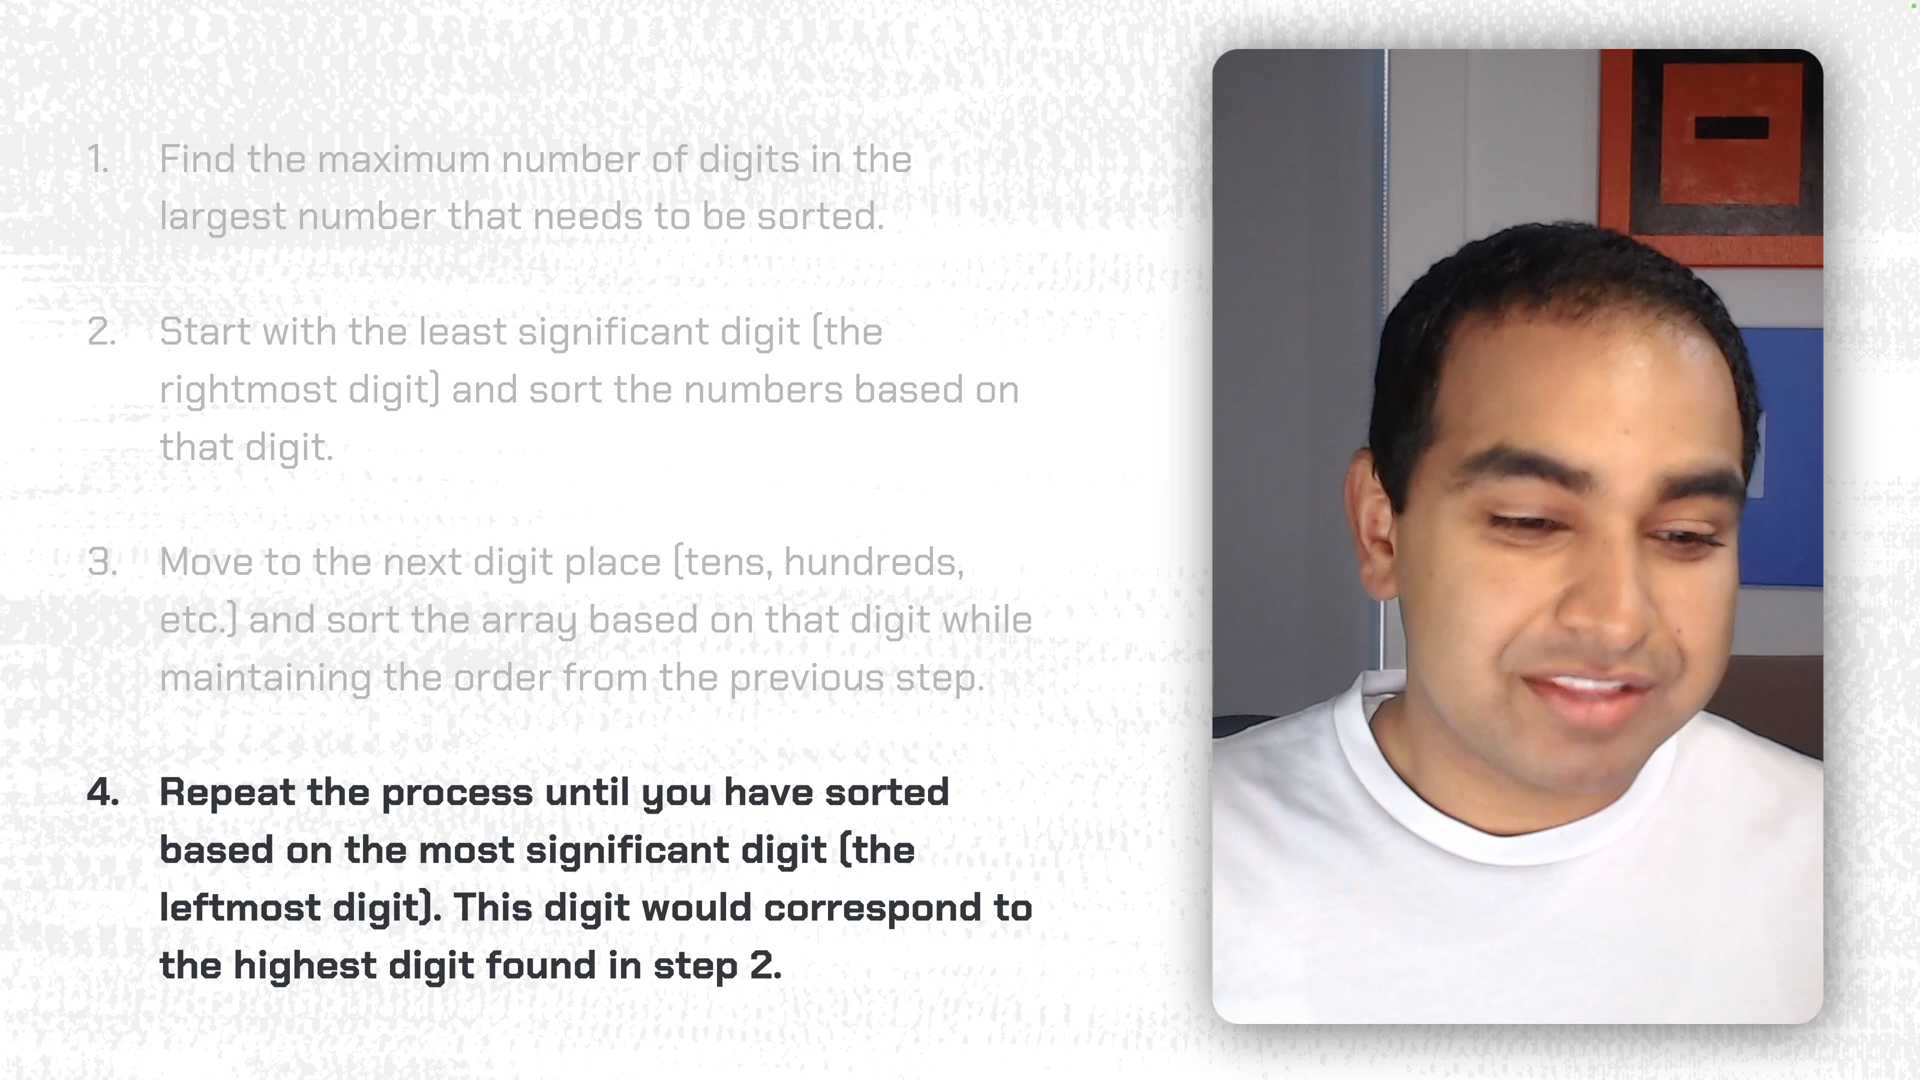 1. Find the maximum number of digits in the
largest number that needs to be sorted.
2. Start with the least significant digit (the
rightmost digit) and sort the numbers based on
that digit.
3. Move to the next digit place (tens, hundreds,
etc.) and sort the array based on that digit while
maintaining the order from the previous step.
4. Repeat the process until you have sorted
based on the most significant digit (the
leftmost digit). This digit would correspond to
the highest digit found in step 2.